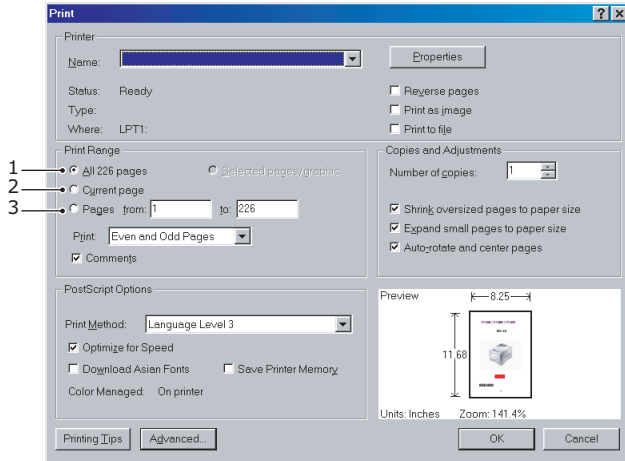 Print
Printer
Name:
Properties
Status: Ready
Reverse pages
Type:
Print as image
Where: LPT1:
Print to file
Print Range
Copies and Adjustments
1
All 226 pages
Selected pages/graphic
Number of copies: 1
2
Current page
3
Pages from: 1 to: 226
Shrink oversized pages to paper size
Print: Even and Odd Pages
Expand small pages to paper size
Comments
Auto-rotate and center pages
PostScript Options
Preview
8.25
Print Method: Language Level 3
Optimize for Speed
11.68
Download Asian Fonts
Save Printer Memory
Color Managed: On printer
Units: Inches Zoom: 141.4%
Printing Tips
Advanced...
OK
Cancel